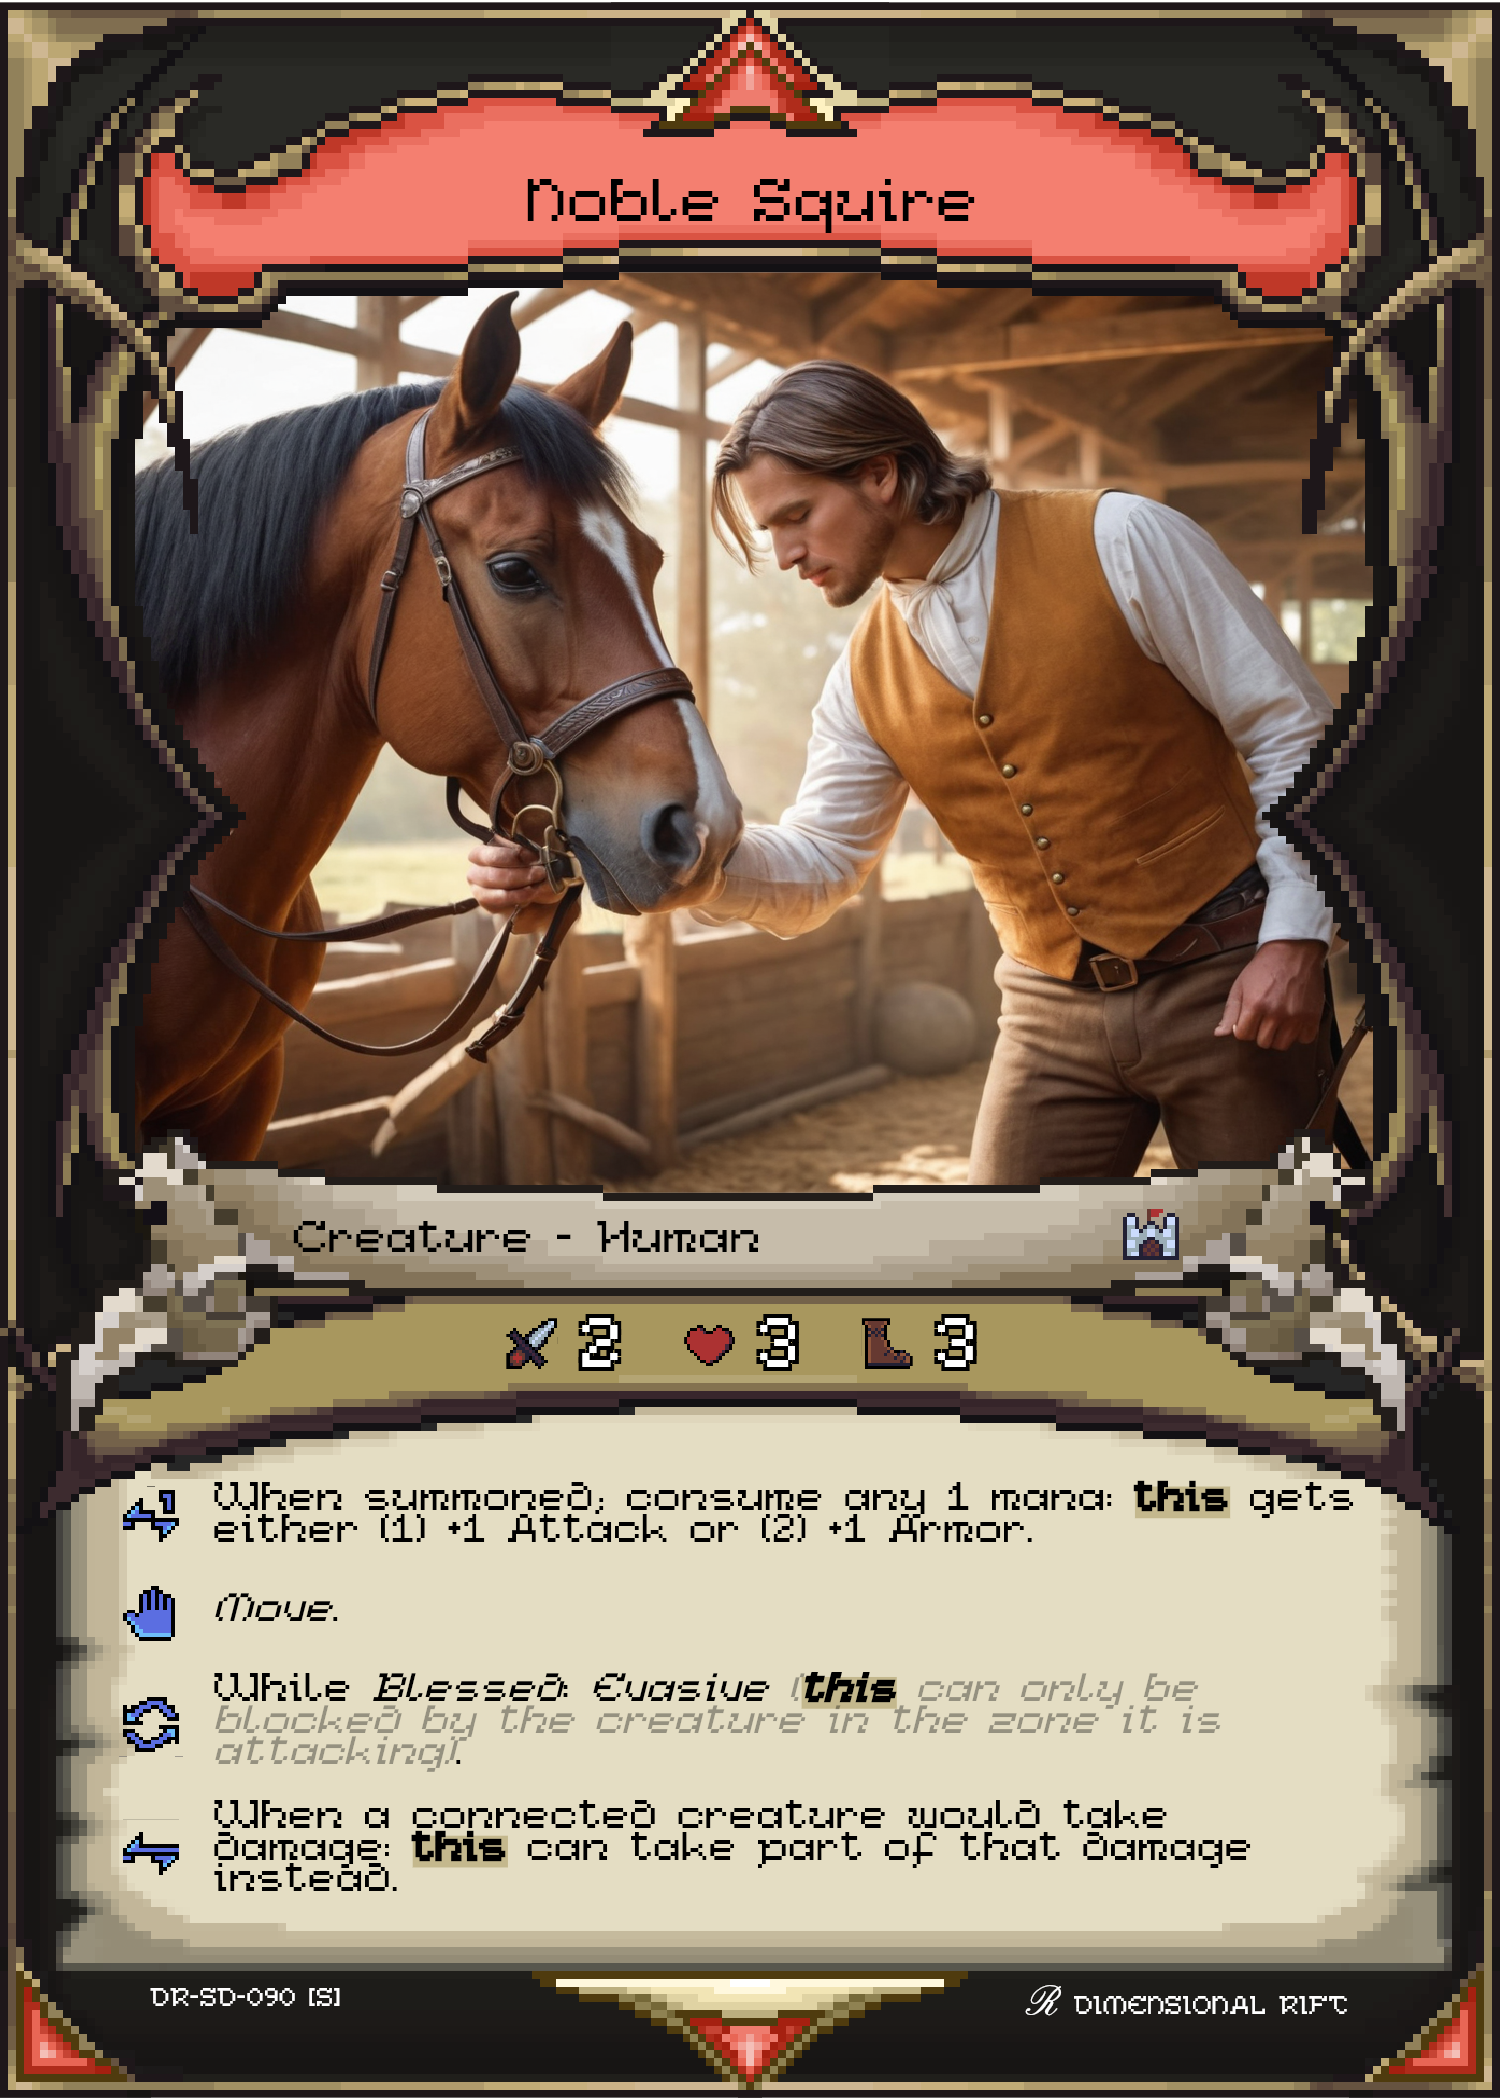 Noble Squire
Creature - Human
2 3 3
When summoned, consume any 1 mana: this gets
either (1) +1 Attack or (2) +1 Armor.
Move.
While Blessed: Evasive (this can only be
blocked by the creature in the zone it is
attacking).
When a connected creature would take
damage: this can take part of that damage
instead.
DR-SD-090 [S]
R DIMENSIONAL RIFT